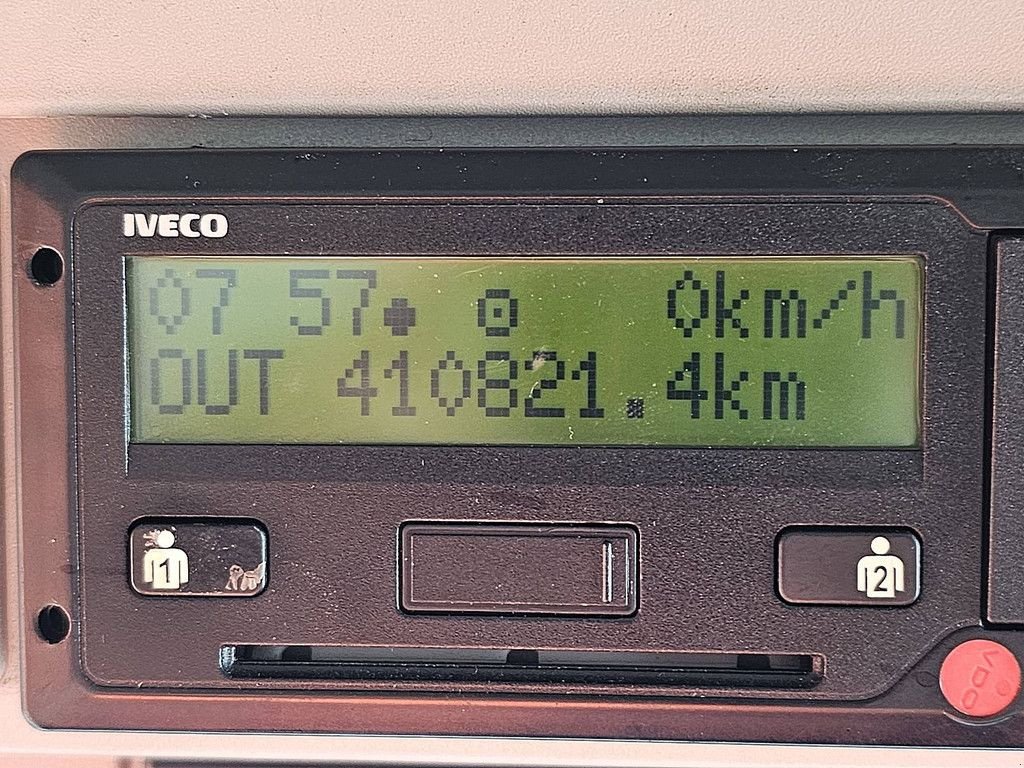 IVECO
07 57 0km/h
OUT 410821.4km
1
2
VDO